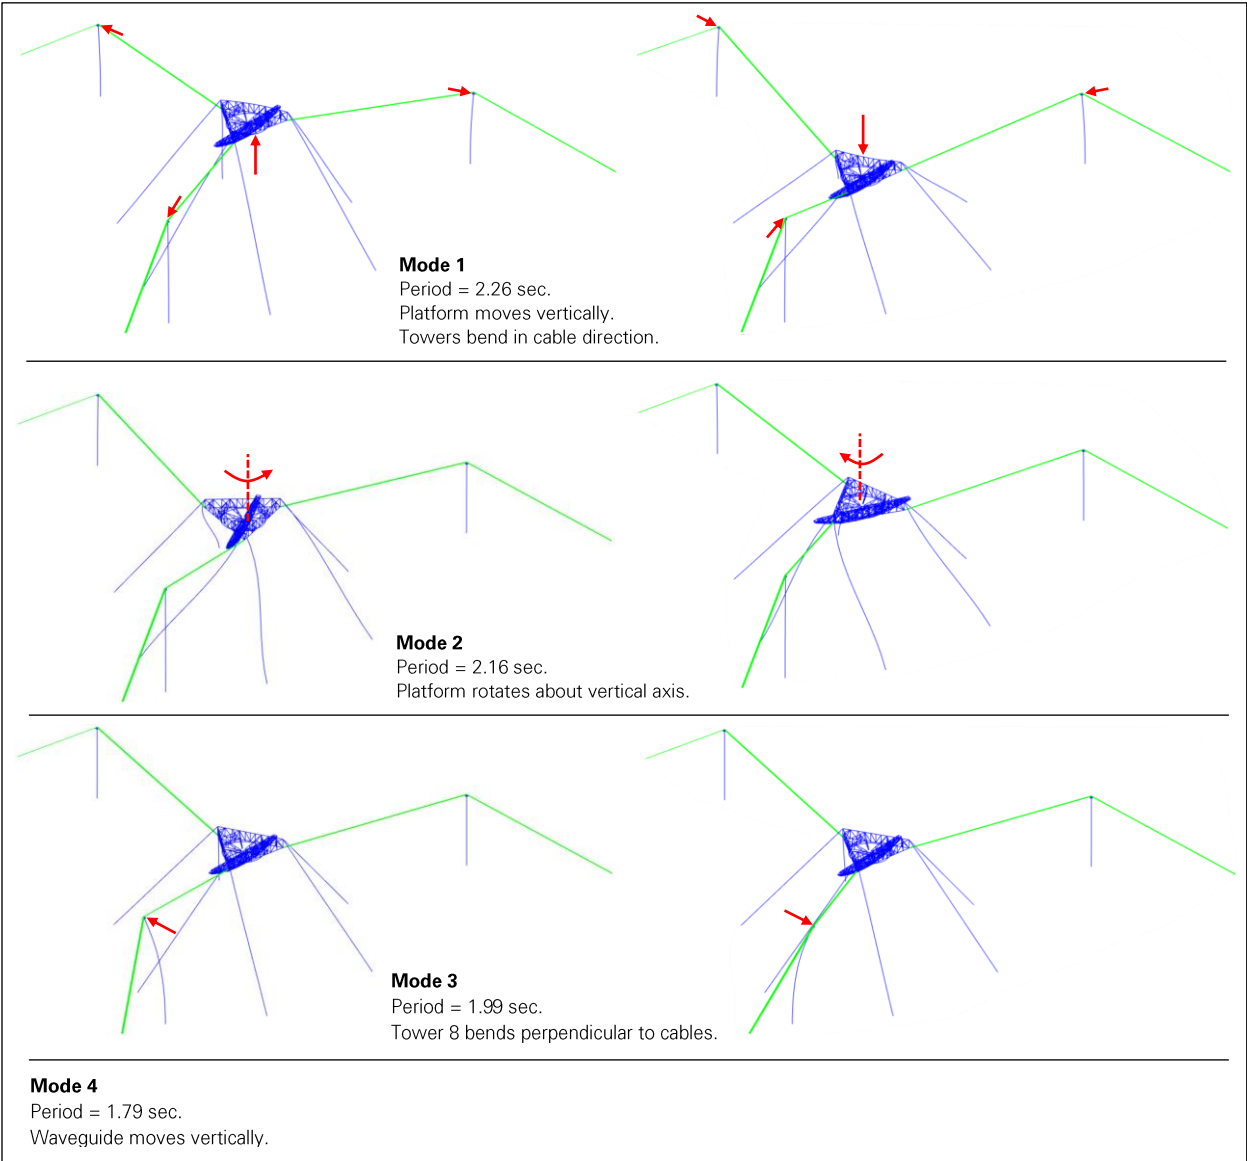 Mode 1
Period = 2.26 sec.
Platform moves vertically.
Towers bend in cable direction.
Mode 2
Period = 2.16 sec.
Platform rotates about vertical axis.
Mode 3
Period = 1.99 sec.
Tower 8 bends perpendicular to cables.
Mode 4
Period = 1.79 sec.
Waveguide moves vertically.